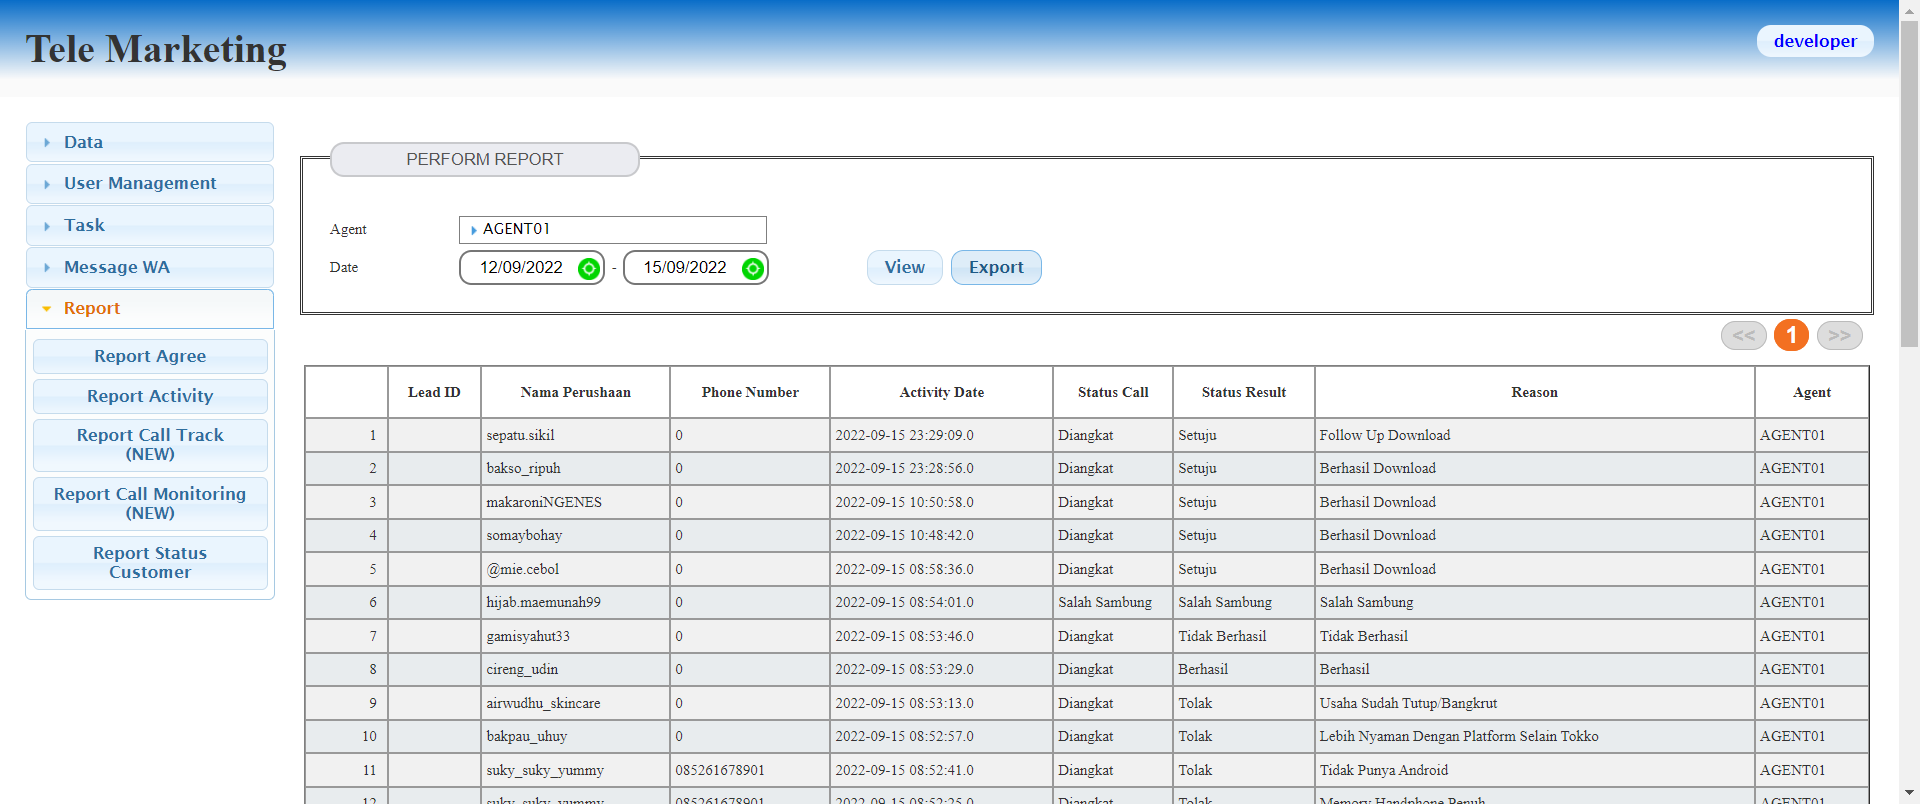 Tele Marketing
developer
Data
User Management
Task
Message WA
Report
Report Agree
Report Activity
Report Call Track
(NEW)
Report Call Monitoring
(NEW)
Report Status
Customer
PERFORM REPORT
Agent AGENT01
Date 12/09/2022 - 15/09/2022 View Export
<< 1 >>
Lead ID Nama Perushaan Phone Number Activity Date Status Call Status Result Reason Agent
1 sepatu.sikil 0 2022-09-15 23:29:09.0 Diangkat Setuju Follow Up Download AGENT01
2 bakso_ripuh 0 2022-09-15 23:28:56.0 Diangkat Setuju Berhasil Download AGENT01
3 makaroniNGENES 0 2022-09-15 10:50:58.0 Diangkat Setuju Berhasil Download AGENT01
4 somaybohay 0 2022-09-15 10:48:42.0 Diangkat Setuju Berhasil Download AGENT01
5 @mie.cebol 0 2022-09-15 08:58:36.0 Diangkat Setuju Berhasil Download AGENT01
6 hijab.maemunah99 0 2022-09-15 08:54:01.0 Salah Sambung Salah Sambung Salah Sambung AGENT01
7 gamisyahut33 0 2022-09-15 08:53:46.0 Diangkat Tidak Berhasil Tidak Berhasil AGENT01
8 cireng_udin 0 2022-09-15 08:53:29.0 Diangkat Berhasil Berhasil AGENT01
9 airwudhu_skincare 0 2022-09-15 08:53:13.0 Diangkat Tolak Usaha Sudah Tutup/Bangkrut AGENT01
10 bakpau_uhuy 0 2022-09-15 08:52:57.0 Diangkat Tolak Lebih Nyaman Dengan Platform Selain Tokko AGENT01
11 suky_suky_yummy 085261678901 2022-09-15 08:52:41.0 Diangkat Tolak Tidak Punya Android AGENT01
12 suky_suky_yummy 085261678901 2022-09-15 08:52:25.0 Diangkat Tolak Memory Handphone Penuh AGENT01